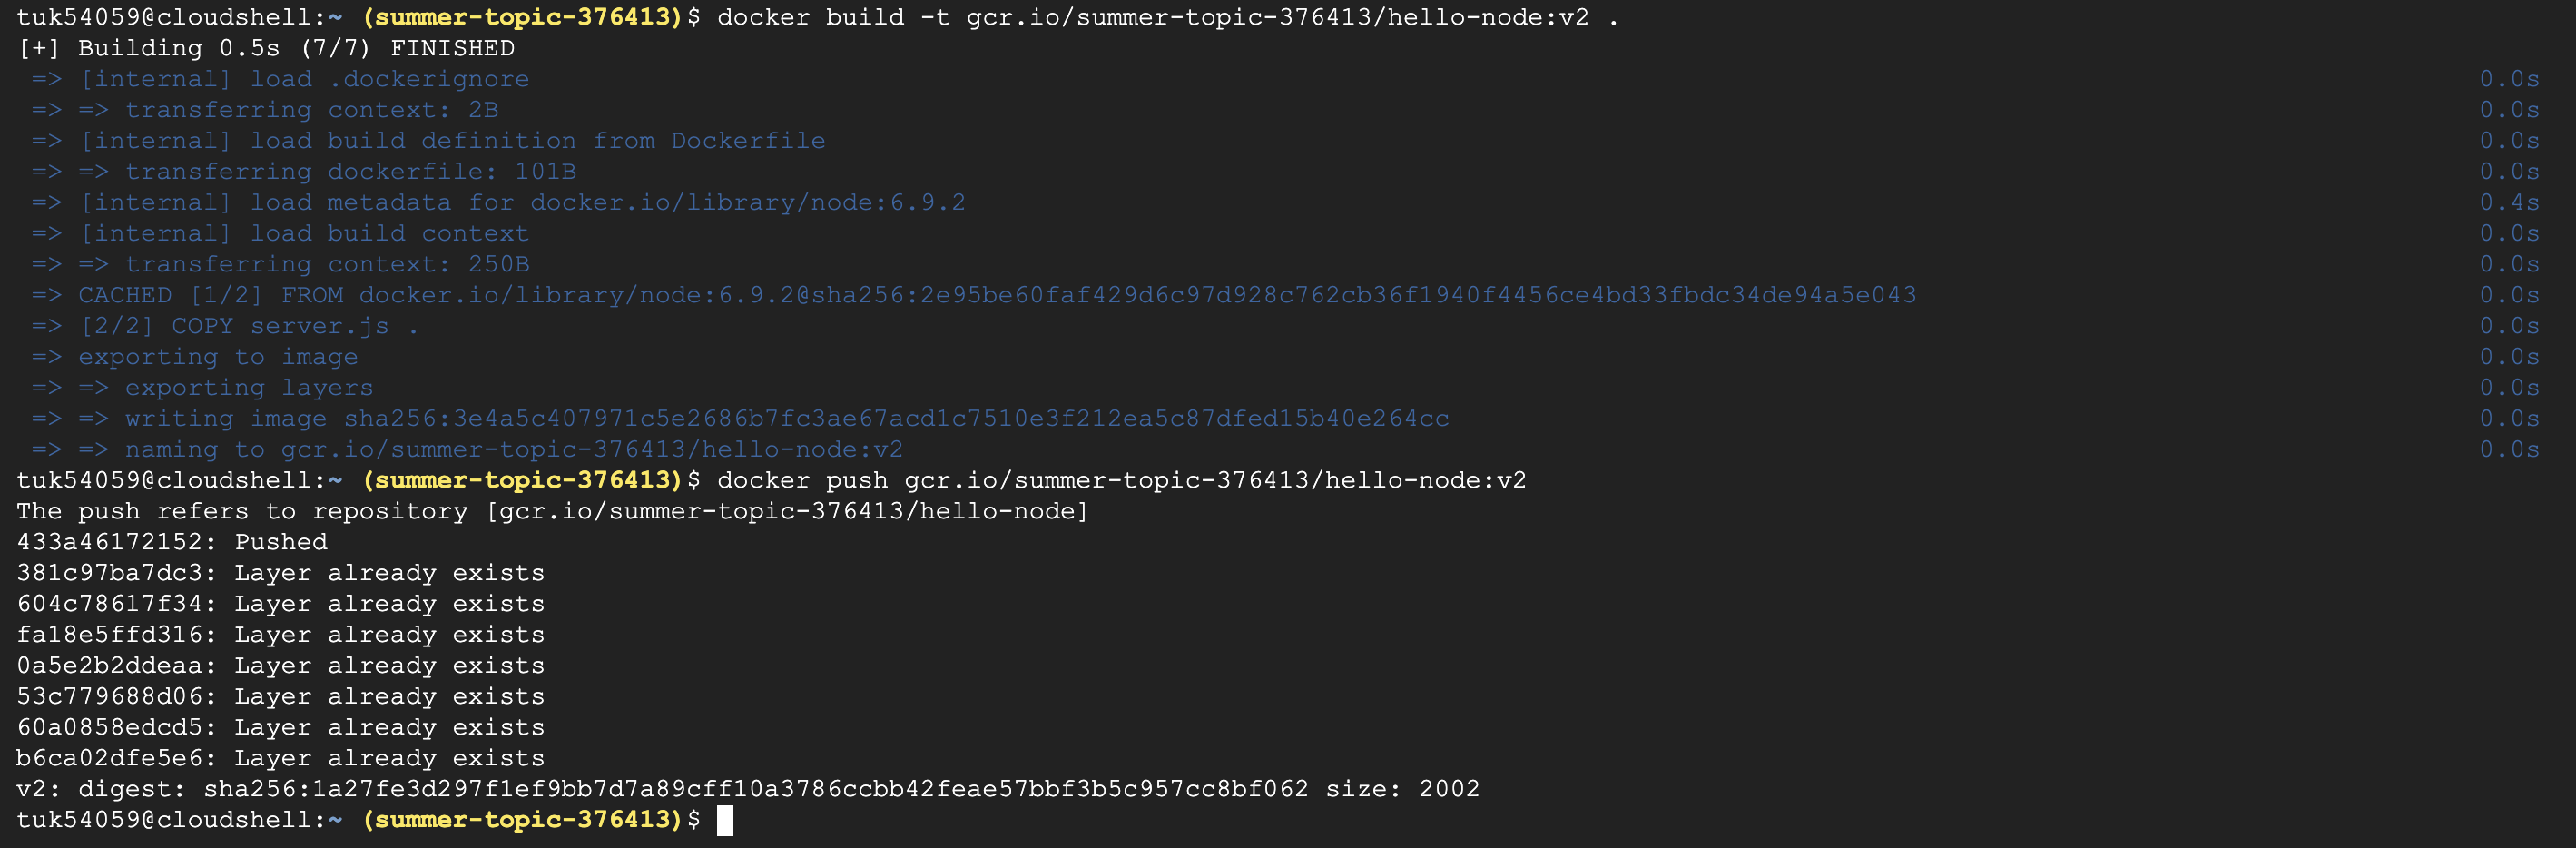 tuk54059@cloudshell:~ (summer-topic-376413)$ docker build -t gcr.io/summer-topic-376413/hello-node:v2 .
[+] Building 0.5s (7/7) FINISHED
=> [internal] load .dockerignore 0.0s
=> => transferring context: 2B 0.0s
=> [internal] load build definition from Dockerfile 0.0s
=> => transferring dockerfile: 101B 0.0s
=> [internal] load metadata for docker.io/library/node:6.9.2 0.4s
=> [internal] load build context 0.0s
=> => transferring context: 250B 0.0s
=> CACHED [1/2] FROM docker.io/library/node:6.9.2@sha256:2e95be60faf429d6c97d928c762cb36f1940f4456ce4bd33fbdc34de94a5e043 0.0s
=> [2/2] COPY server.js . 0.0s
=> exporting to image 0.0s
=> => exporting layers 0.0s
=> => writing image sha256:3e4a5c407971c5e2686b7fc3ae67acd1c7510e3f212ea5c87dfed15b40e264cc 0.0s
=> => naming to gcr.io/summer-topic-376413/hello-node:v2 0.0s
tuk54059@cloudshell:~ (summer-topic-376413)$ docker push gcr.io/summer-topic-376413/hello-node:v2
The push refers to repository [gcr.io/summer-topic-376413/hello-node]
433a46172152: Pushed
381c97ba7dc3: Layer already exists
604c78617f34: Layer already exists
fa18e5ffd316: Layer already exists
0a5e2b2ddeaa: Layer already exists
53c779688d06: Layer already exists
60a0858edcd5: Layer already exists
b6ca02dfe5e6: Layer already exists
v2: digest: sha256:1a27fe3d297f1ef9bb7d7a89cff10a3786ccbb42feae57bbf3b5c957cc8bf062 size: 2002
tuk54059@cloudshell:~ (summer-topic-376413)$